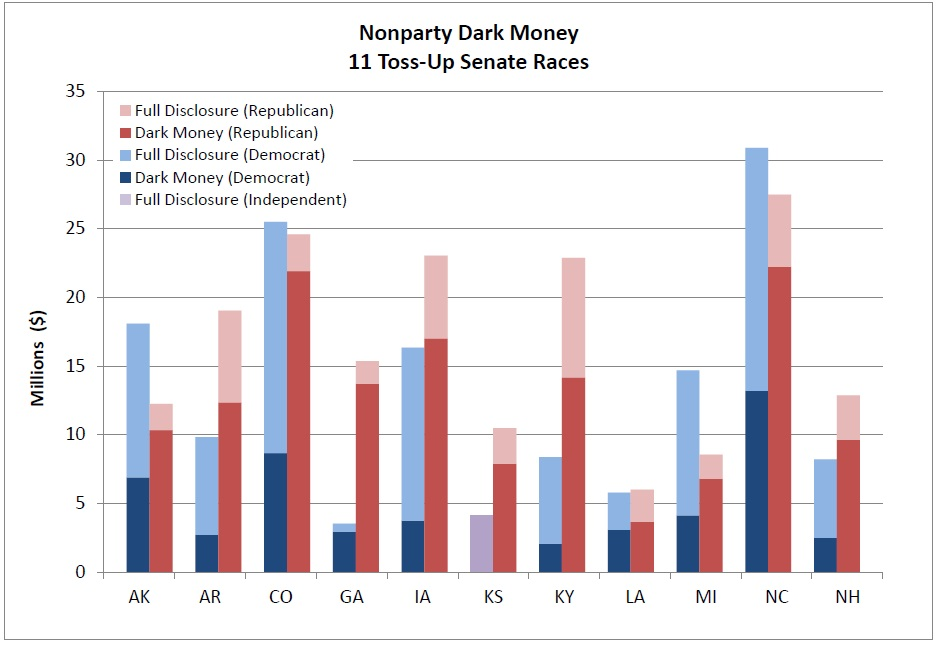 Nonparty Dark Money
11 Toss-Up Senate Races
35
30
25
20
15
10
5
0
Millions ($)
Full Disclosure (Republican)
Dark Money (Republican)
Full Disclosure (Democrat)
Dark Money (Democrat)
Full Disclosure (Independent)
AK AR CO GA IA KS KY LA MI NC NH